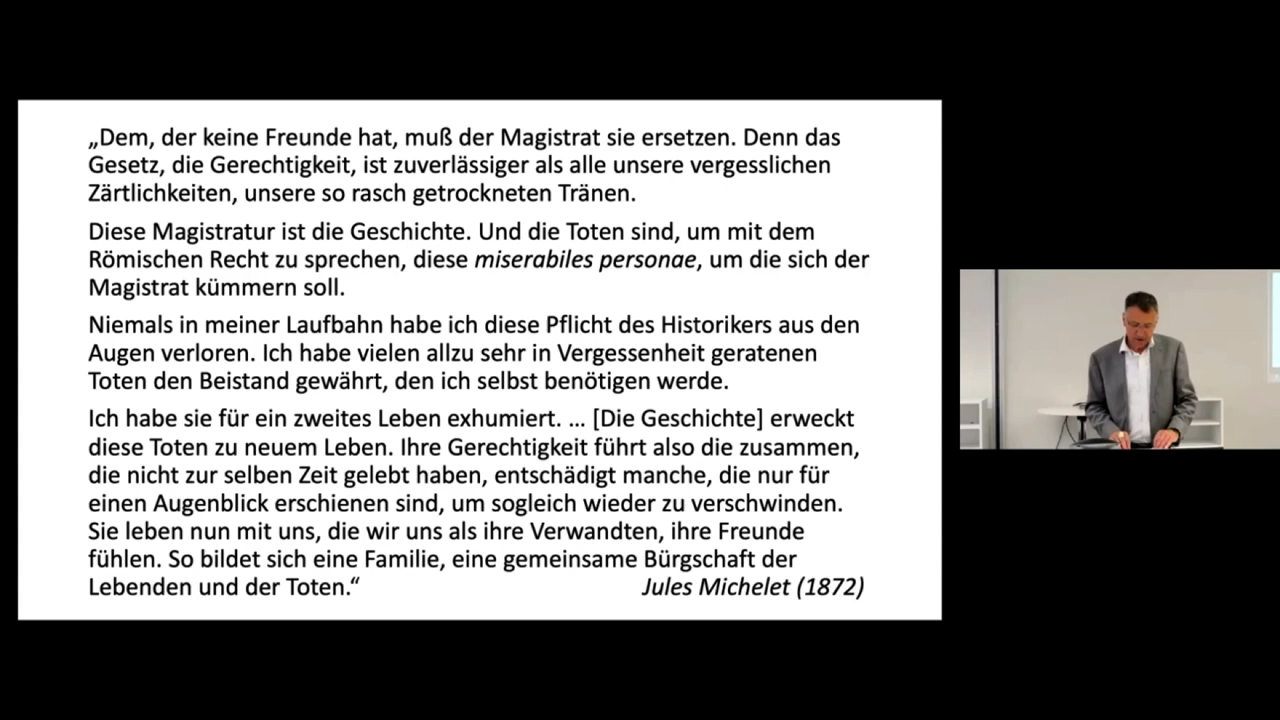 „Dem, der keine Freunde hat, muß der Magistrat sie ersetzen. Denn das
Gesetz, die Gerechtigkeit, ist zuverlässiger als alle unsere vergesslichen
Zärtlichkeiten, unsere so rasch getrockneten Tränen.
Diese Magistratur ist die Geschichte. Und die Toten sind, um mit dem
Römischen Recht zu sprechen, diese miserabiles personae, um die sich der
Magistrat kümmern soll.
Niemals in meiner Laufbahn habe ich diese Pflicht des Historikers aus den
Augen verloren. Ich habe vielen allzu sehr in Vergessenheit geratenen
Toten den Beistand gewährt, den ich selbst benötigen werde.
Ich habe sie für ein zweites Leben exhumiert. ... [Die Geschichte] erweckt
diese Toten zu neuem Leben. Ihre Gerechtigkeit führt also die zusammen,
die nicht zur selben Zeit gelebt haben, entschädigt manche, die nur für
einen Augenblick erschienen sind, um sogleich wieder zu verschwinden.
Sie leben nun mit uns, die wir uns als ihre Verwandten, ihre Freunde
fühlen. So bildet sich eine Familie, eine gemeinsame Bürgschaft der
Lebenden und der Toten.“ Jules Michelet (1872)